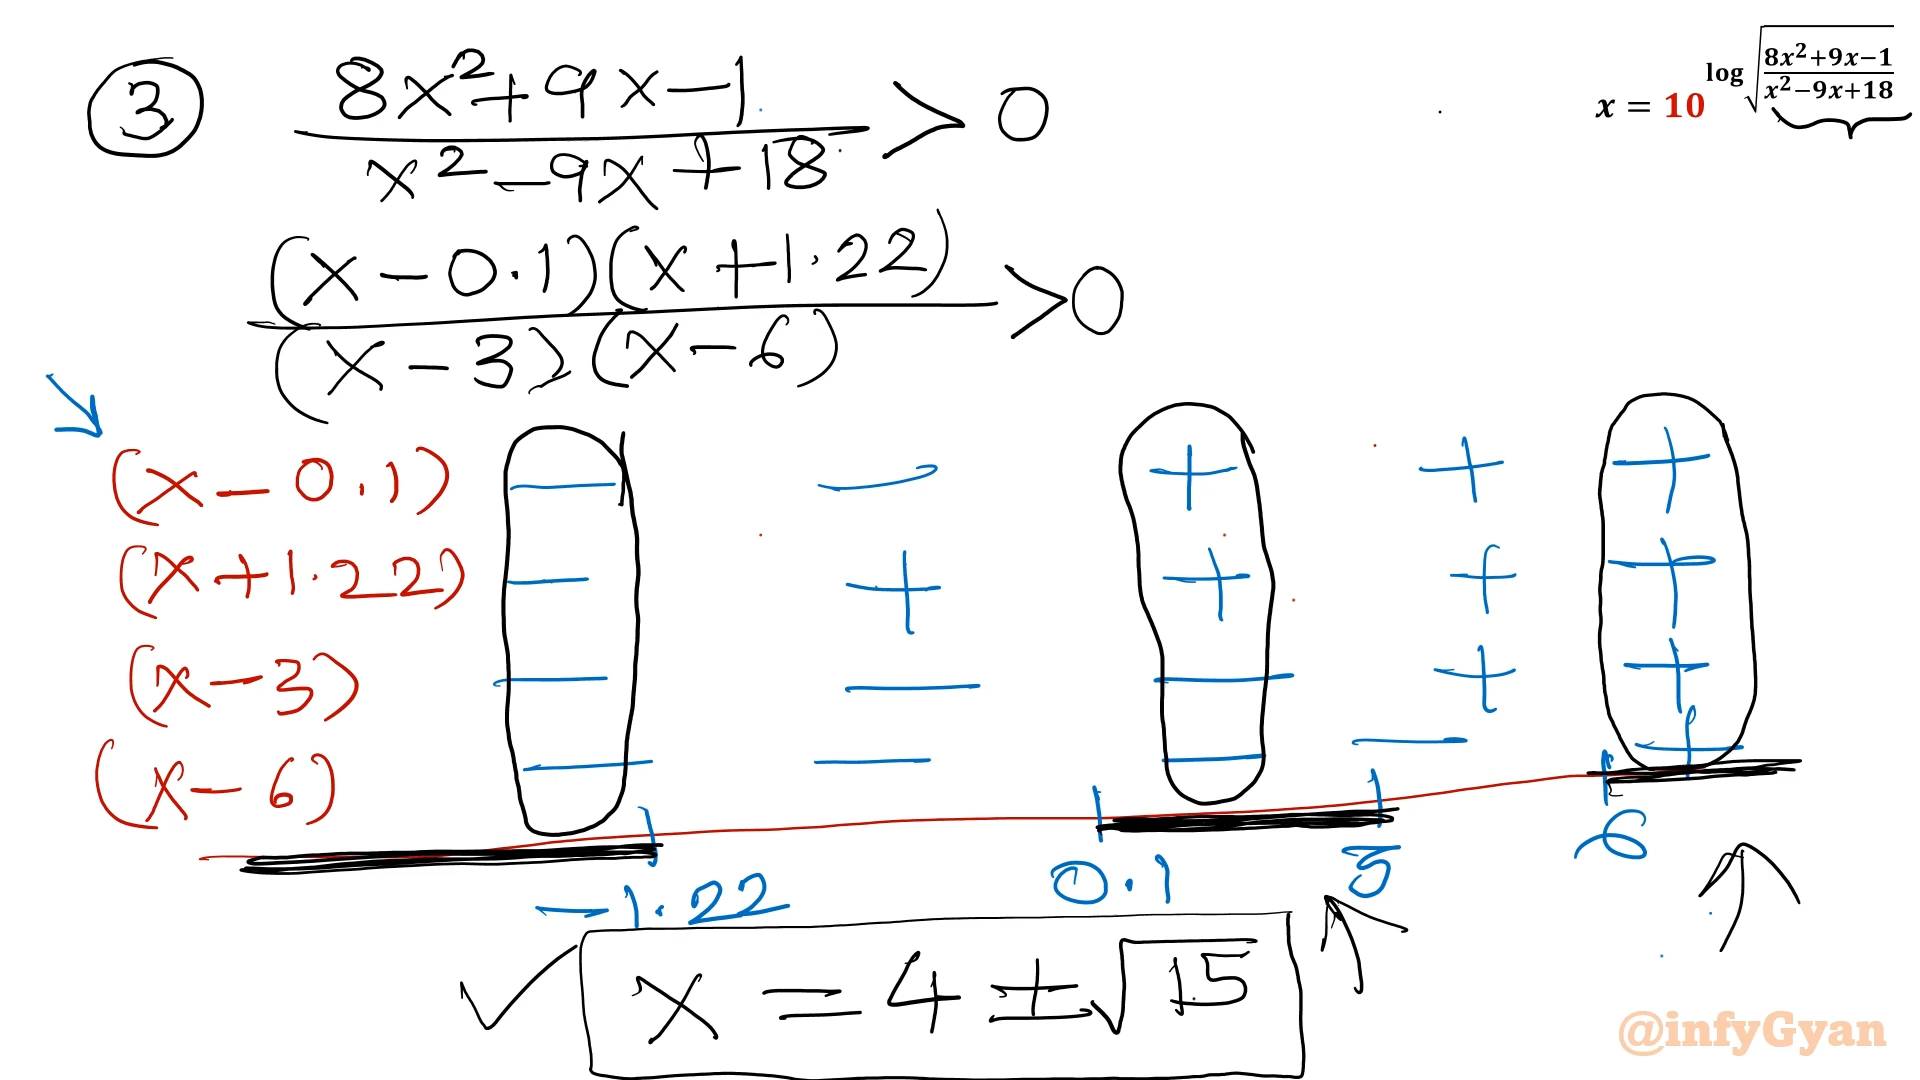 ③ (8x²+9x-1)/(x²-9x+18) > 0
x = 10^(log √((8x²+9x−1)/(x²−9x+18)))
((x-0.1)(x+1.22))/((x-3)(x-6)) > 0
(x-0.1) − − + + +
(x+1.22) − + + + +
(x-3) − − − + +
(x-6) − − − − +
-1.22 0.1 3 6
✓ x = 4 ± √15
@infyGyan